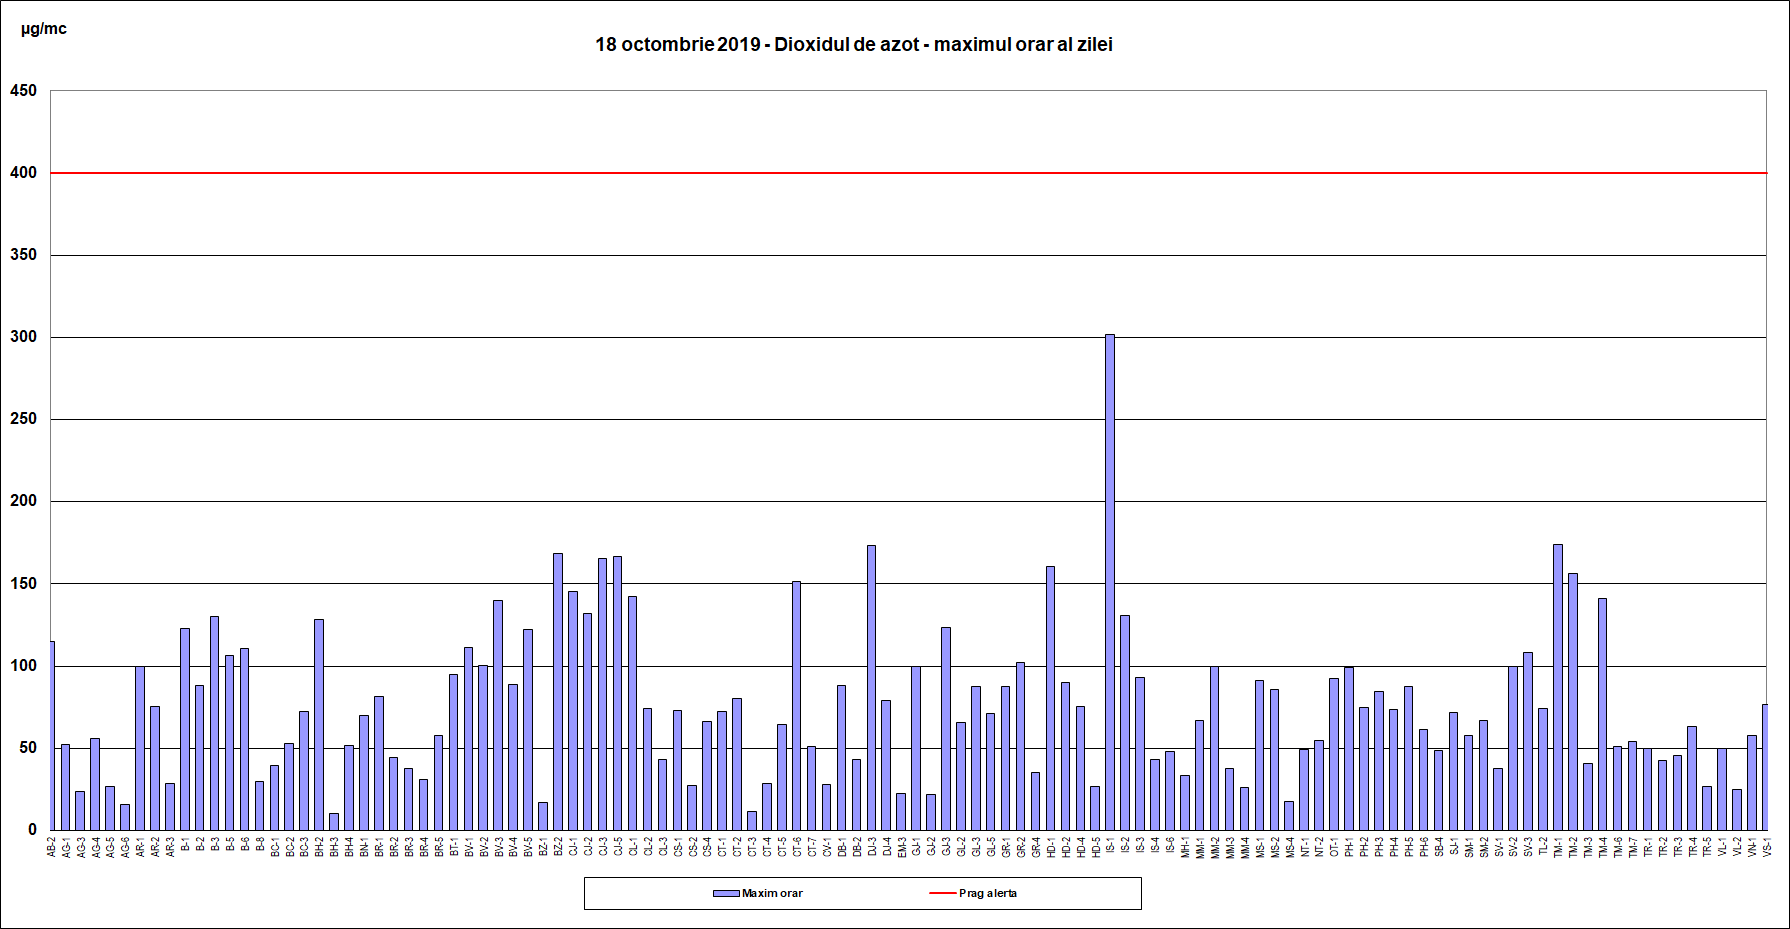 µg/mc
18 octombrie 2019 - Dioxidul de azot - maximul orar al zilei
450
400
350
300
250
200
150
100
50
0
AB-2 AG-1 AG-3 AG-4 AG-5 AG-6 AR-1 AR-2 AR-3 B-1 B-2 B-3 B-5 B-6 B-8 BC-1 BC-2 BC-3 BH-2 BH-3 BH-4 BN-1 BR-1 BR-2 BR-3 BR-4 BR-5 BT-1 BV-1 BV-2 BV-3 BV-4 BV-5 BZ-1 BZ-2 CJ-1 CJ-2 CJ-3 CJ-5 CL-1 CL-2 CL-3 CS-1 CS-2 CS-4 CT-1 CT-2 CT-3 CT-4 CT-5 CT-6 CT-7 CV-1 DB-1 DB-2 DJ-3 DJ-4 EM-3 GJ-1 GJ-2 GJ-3 GL-2 GL-3 GL-5 GR-1 GR-2 GR-4 HD-1 HD-2 HD-4 HD-5 IS-1 IS-2 IS-3 IS-4 IS-6 MH-1 MM-1 MM-2 MM-3 MM-4 MS-1 MS-2 MS-4 NT-1 NT-2 OT-1 PH-1 PH-2 PH-3 PH-4 PH-5 PH-6 SB-4 SJ-1 SM-1 SM-2 SV-1 SV-2 SV-3 TL-2 TM-1 TM-2 TM-3 TM-4 TM-6 TM-7 TR-1 TR-2 TR-3 TR-4 TR-5 VL-1 VL-2 VN-1 VS-1
Maxim orar Prag alerta